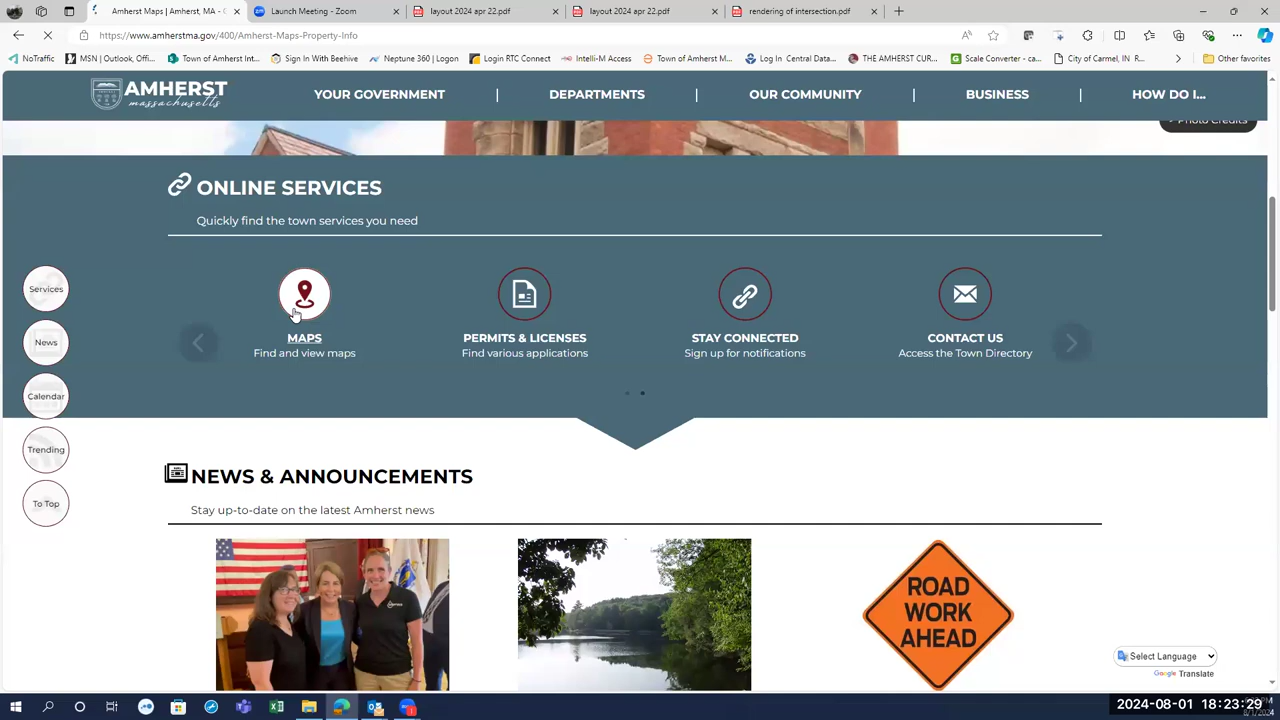 Amherst Maps | Amherst, MA - O
Launch Meeting - Zoom
layout 2024 apr 22.pdf
layout 2024 apr 22.pdf
rendering of intersection.pdf
https://www.amherstma.gov/400/Amherst-Maps-Property-Info
NoTraffic
MSN | Outlook, Offi...
Town of Amherst Int...
Sign In With Beehive
Neptune 360 | Logon
Login RTC Connect
Intelli-M Access
Town of Amherst M...
Log In Central Data...
THE AMHERST CUR...
Scale Converter - ca...
City of Carmel, IN R...
Other favorites
AMHERST
massachusetts
YOUR GOVERNMENT
DEPARTMENTS
OUR COMMUNITY
BUSINESS
HOW DO I...
Photo Credits
ONLINE SERVICES
Quickly find the town services you need
MAPS
Find and view maps
PERMITS & LICENSES
Find various applications
STAY CONNECTED
Sign up for notifications
CONTACT US
Access the Town Directory
Services
News
Calendar
Trending
To Top
NEWS & ANNOUNCEMENTS
Stay up-to-date on the latest Amherst news
ROAD
WORK
AHEAD
Select Language
Google Translate
2024-08-01 18:23:29
8/1/2024